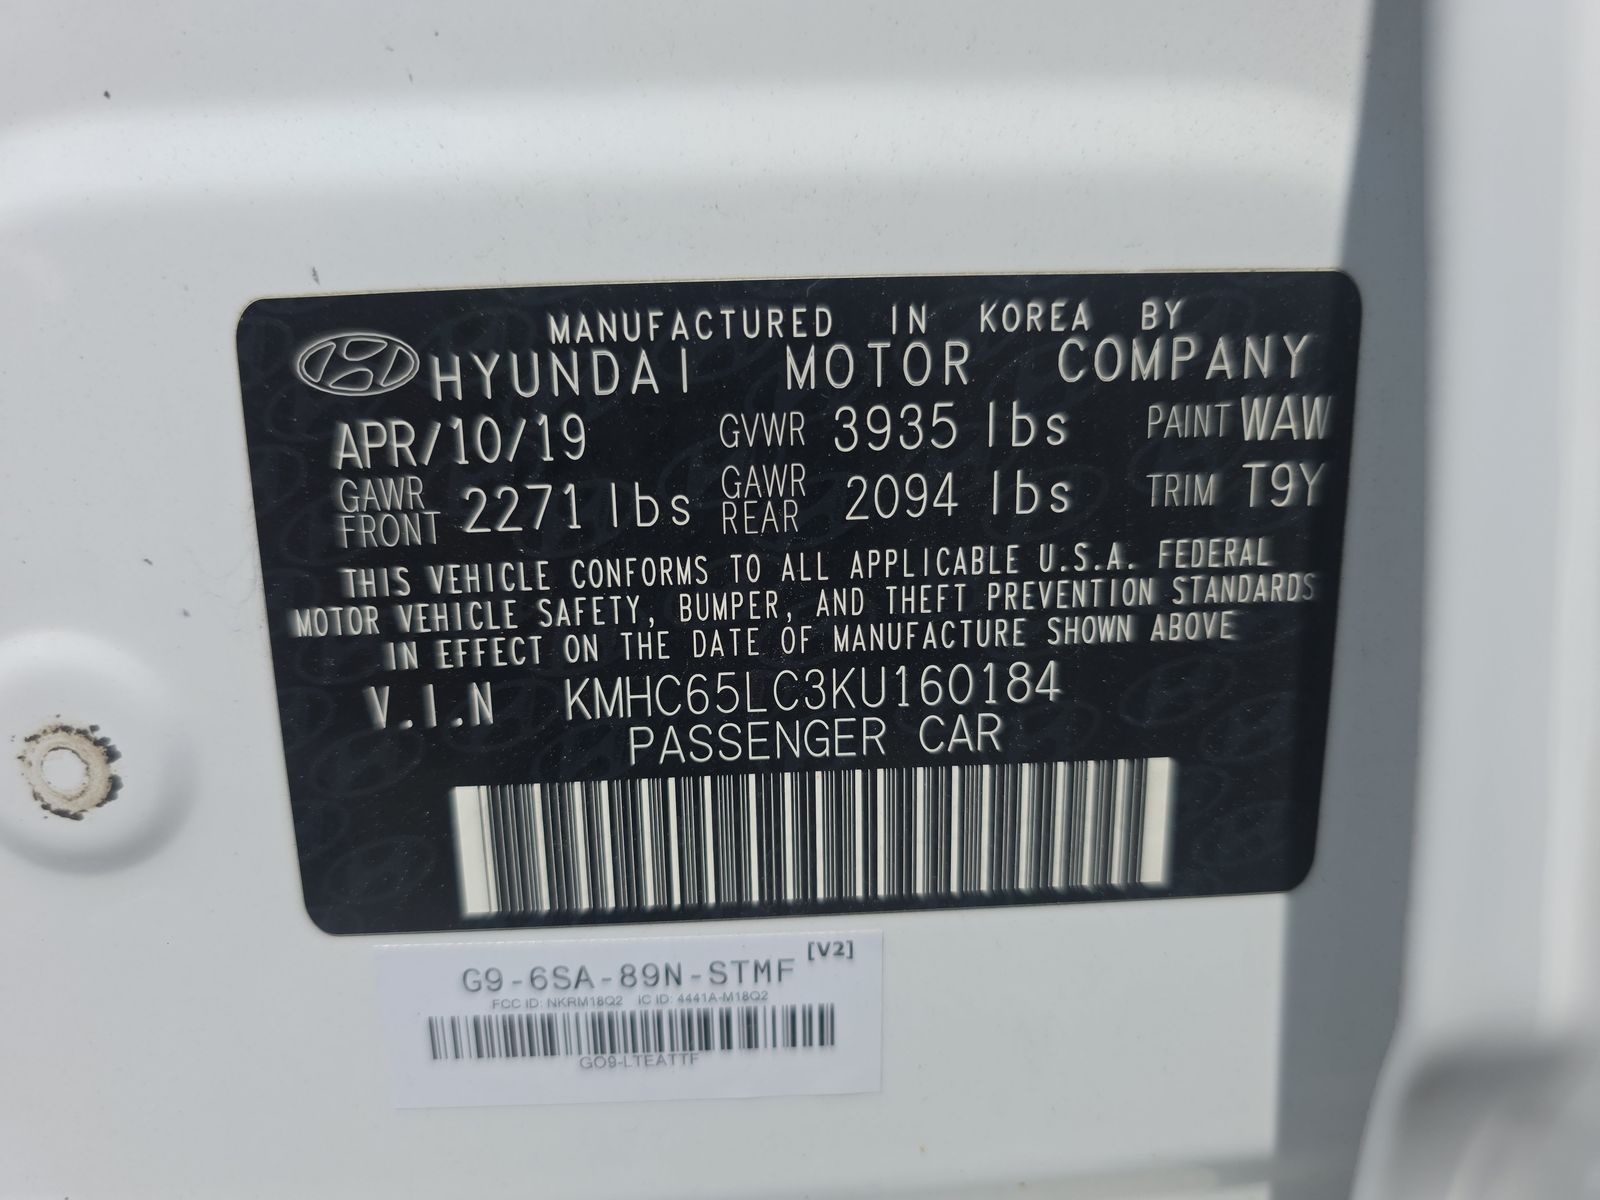 MANUFACTURED IN KOREA BY
HYUNDAI MOTOR COMPANY
APR/10/19 GVWR 3935 lbs PAINT WAW
GAWR FRONT 2271 lbs GAWR REAR 2094 lbs TRIM T9Y
THIS VEHICLE CONFORMS TO ALL APPLICABLE U.S.A. FEDERAL
MOTOR VEHICLE SAFETY, BUMPER, AND THEFT PREVENTION STANDARDS
IN EFFECT ON THE DATE OF MANUFACTURE SHOWN ABOVE
V.I.N KMHC65LC3KU160184
PASSENGER CAR
[V2]
G9-6SA-89N-STMF
FCC ID: NKRM18Q2 IC ID: 4441A-M18Q2
GO9-LTEATTF